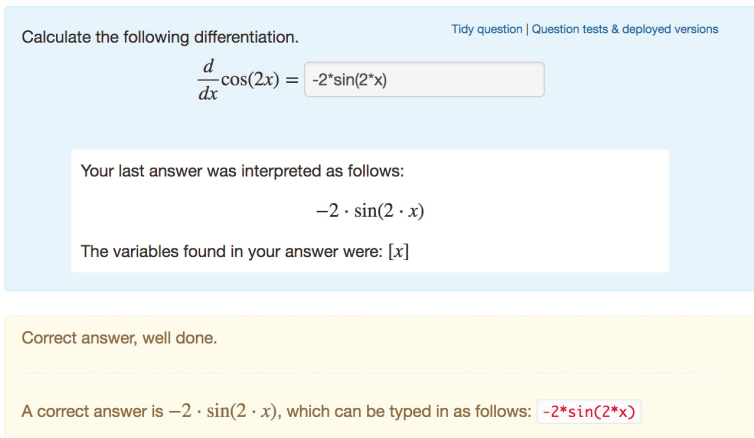 Calculate the following differentiation.
Tidy question | Question tests & deployed versions
d/dx cos(2x) = -2*sin(2*x)
Your last answer was interpreted as follows:
−2 · sin(2 · x)
The variables found in your answer were: [x]
Correct answer, well done.
A correct answer is −2 · sin(2 · x), which can be typed in as follows: -2*sin(2*x)